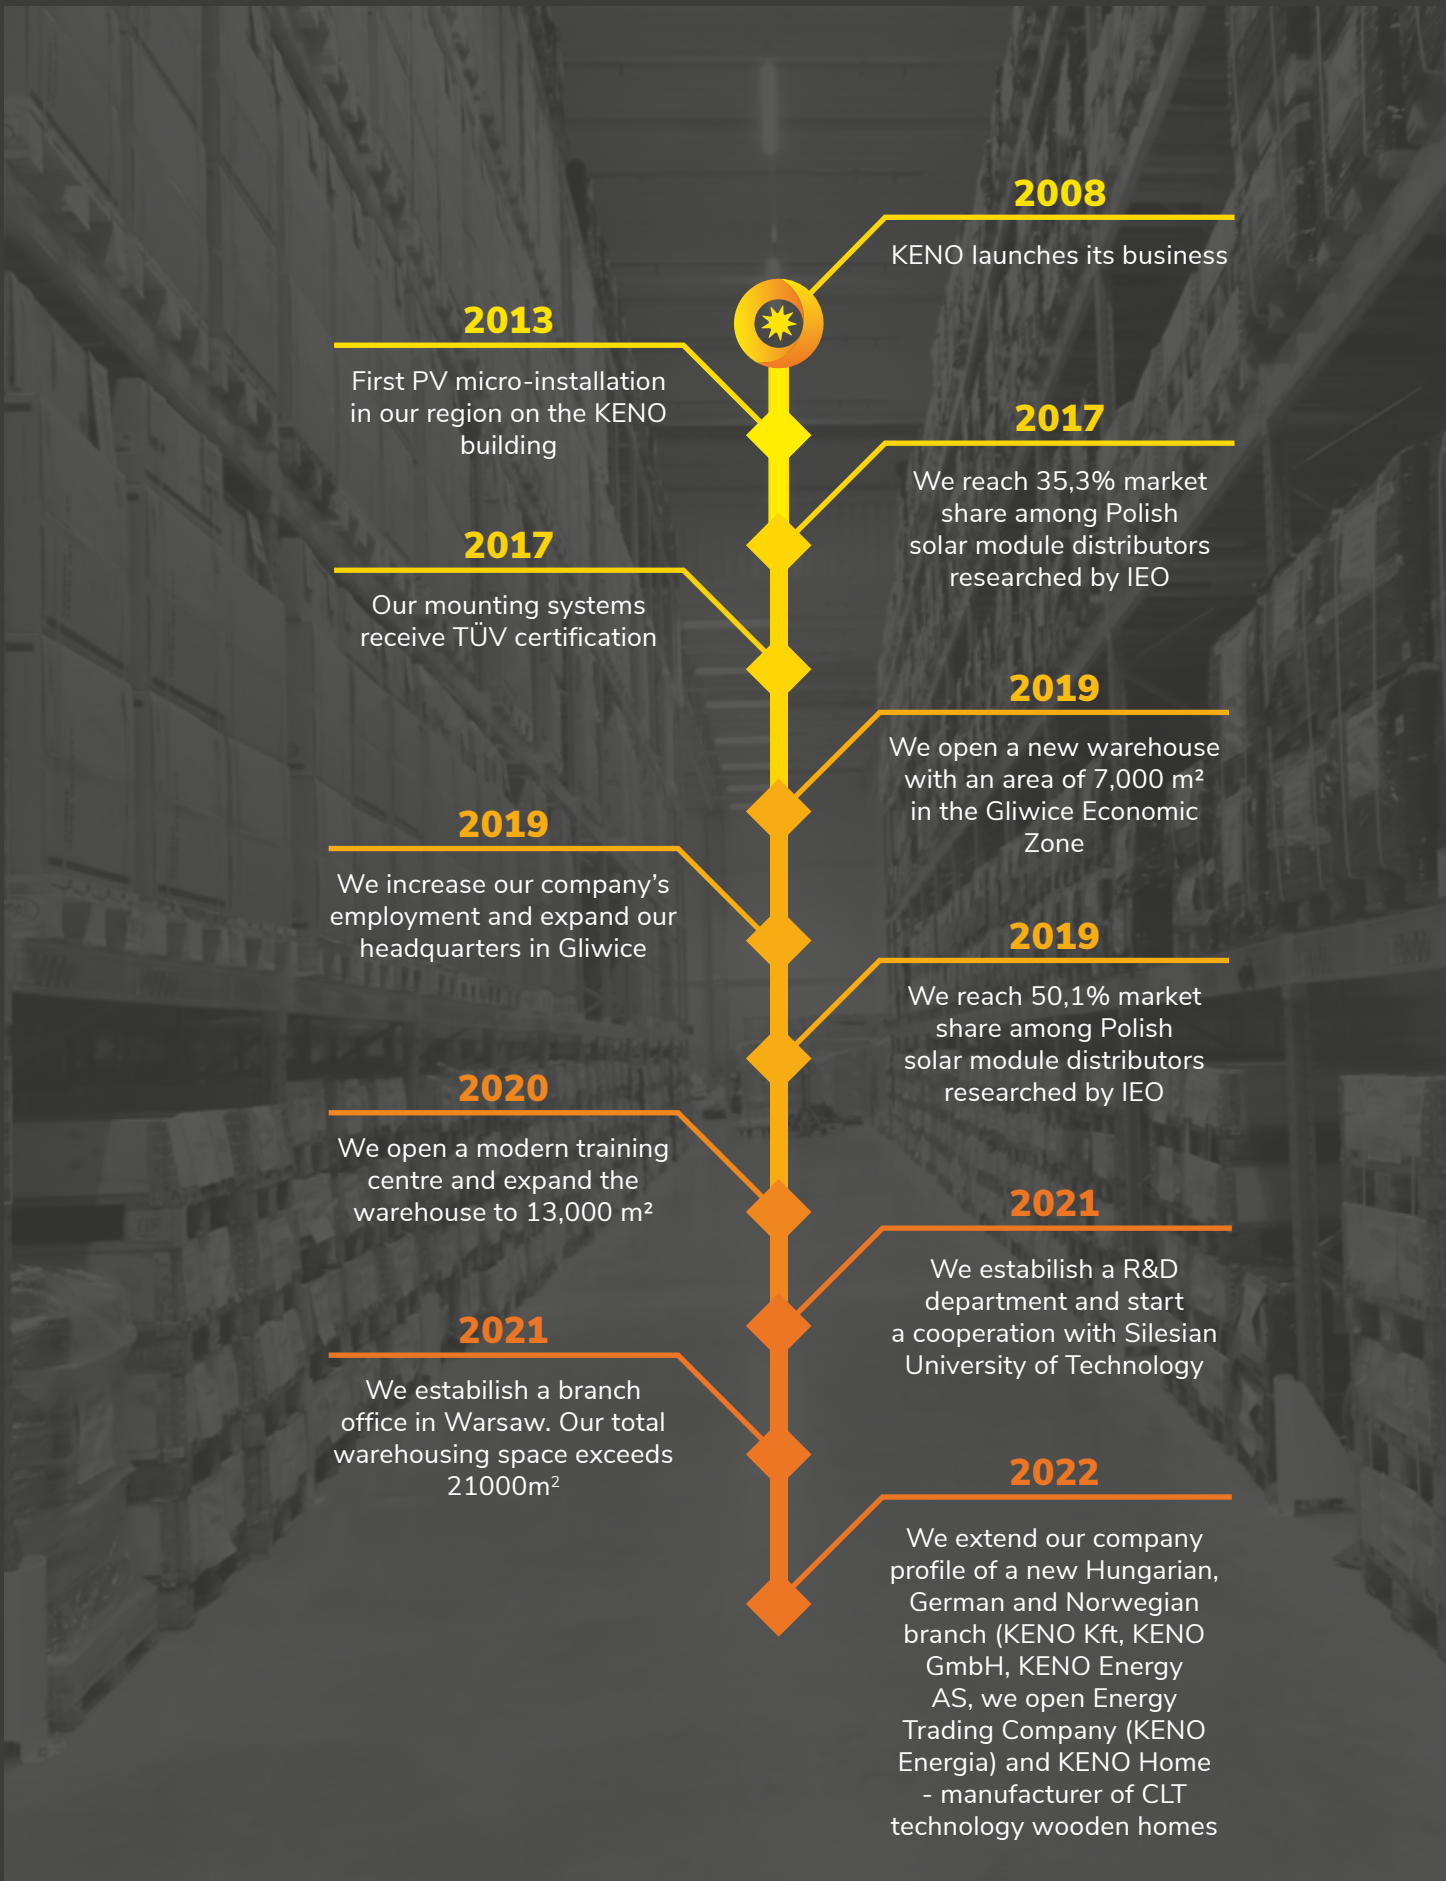 2008
KENO launches its business
2013
First PV micro-installation
in our region on the KENO
building
2017
We reach 35,3% market
share among Polish
solar module distributors
researched by IEO
2017
Our mounting systems
receive TÜV certification
2019
We open a new warehouse
with an area of 7,000 m²
in the Gliwice Economic
Zone
2019
We increase our company’s
employment and expand our
headquarters in Gliwice
2019
We reach 50,1% market
share among Polish
solar module distributors
researched by IEO
2020
We open a modern training
centre and expand the
warehouse to 13,000 m²
2021
We estabilish a R&D
department and start
a cooperation with Silesian
University of Technology
2021
We estabilish a branch
office in Warsaw. Our total
warehousing space exceeds
21000m²
2022
We extend our company
profile of a new Hungarian,
German and Norwegian
branch (KENO Kft, KENO
GmbH, KENO Energy
AS, we open Energy
Trading Company (KENO
Energia) and KENO Home
- manufacturer of CLT
technology wooden homes